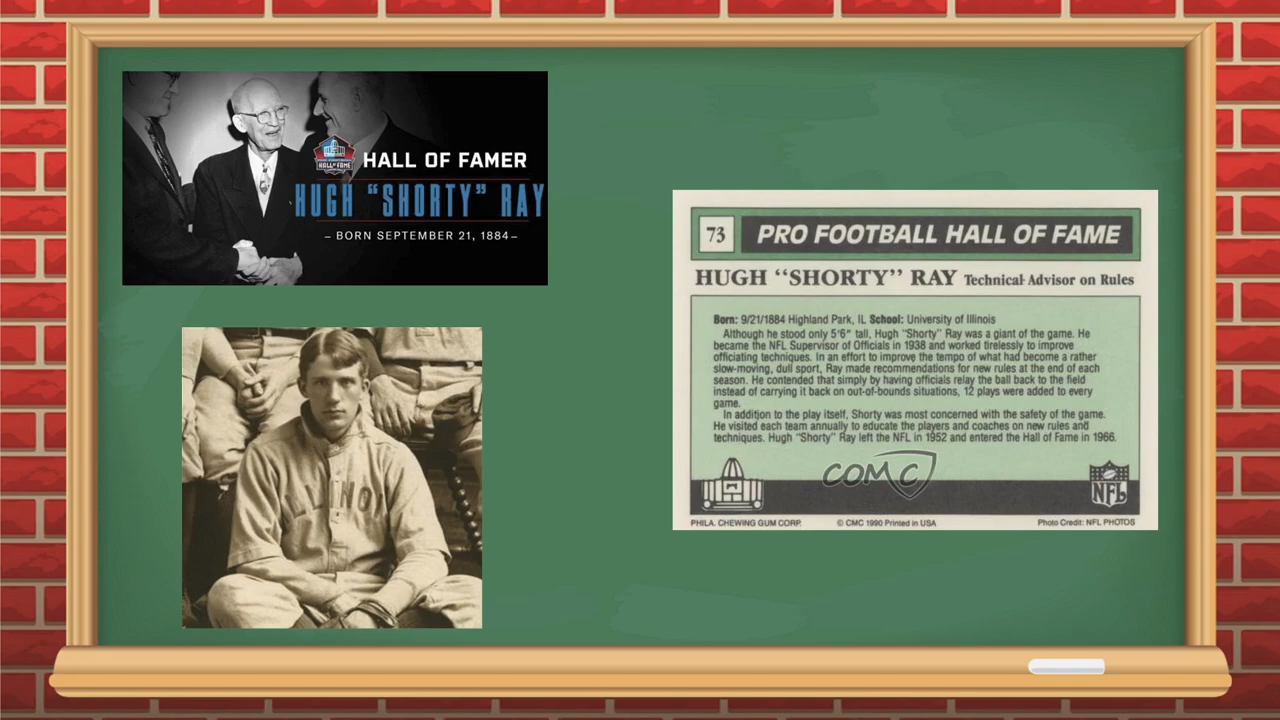 HALL OF FAMER
HUGH “SHORTY” RAY
– BORN SEPTEMBER 21, 1884–
ILLINOI
73
PRO FOOTBALL HALL OF FAME
HUGH “SHORTY” RAY Technical Advisor on Rules
Born: 9/21/1884 Highland Park, IL School: University of Illinois
Although he stood only 5'6" tall, Hugh “Shorty” Ray was a giant of the game. He
became the NFL Supervisor of Officials in 1938 and worked tirelessly to improve
officiating techniques. In an effort to improve the tempo of what had become a rather
slow-moving, dull sport, Ray made recommendations for new rules at the end of each
season. He contended that simply by having officials relay the ball back to the field
instead of carrying it back on out-of-bounds situations, 12 plays were added to every
game.
In addition to the play itself, Shorty was most concerned with the safety of the game.
He visited each team annually to educate the players and coaches on new rules and
techniques. Hugh “Shorty” Ray left the NFL in 1952 and entered the Hall of Fame in 1966.
COMC
NFL
PHILA. CHEWING GUM CORP. © CMC 1990 Printed in USA Photo Credit: NFL PHOTOS